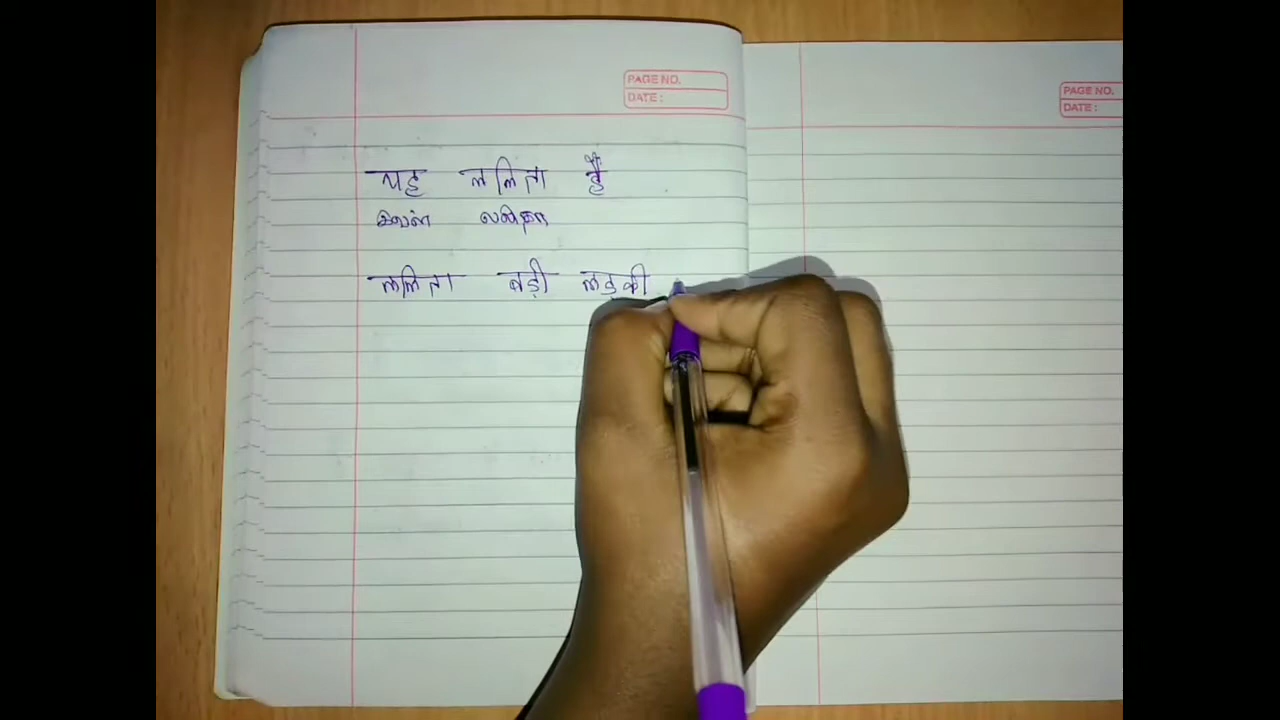 PAGE NO.
DATE :
यह ललिता है
இவள் லலிதா
ललिता बड़ी लड़की
PAGE NO.
DATE :